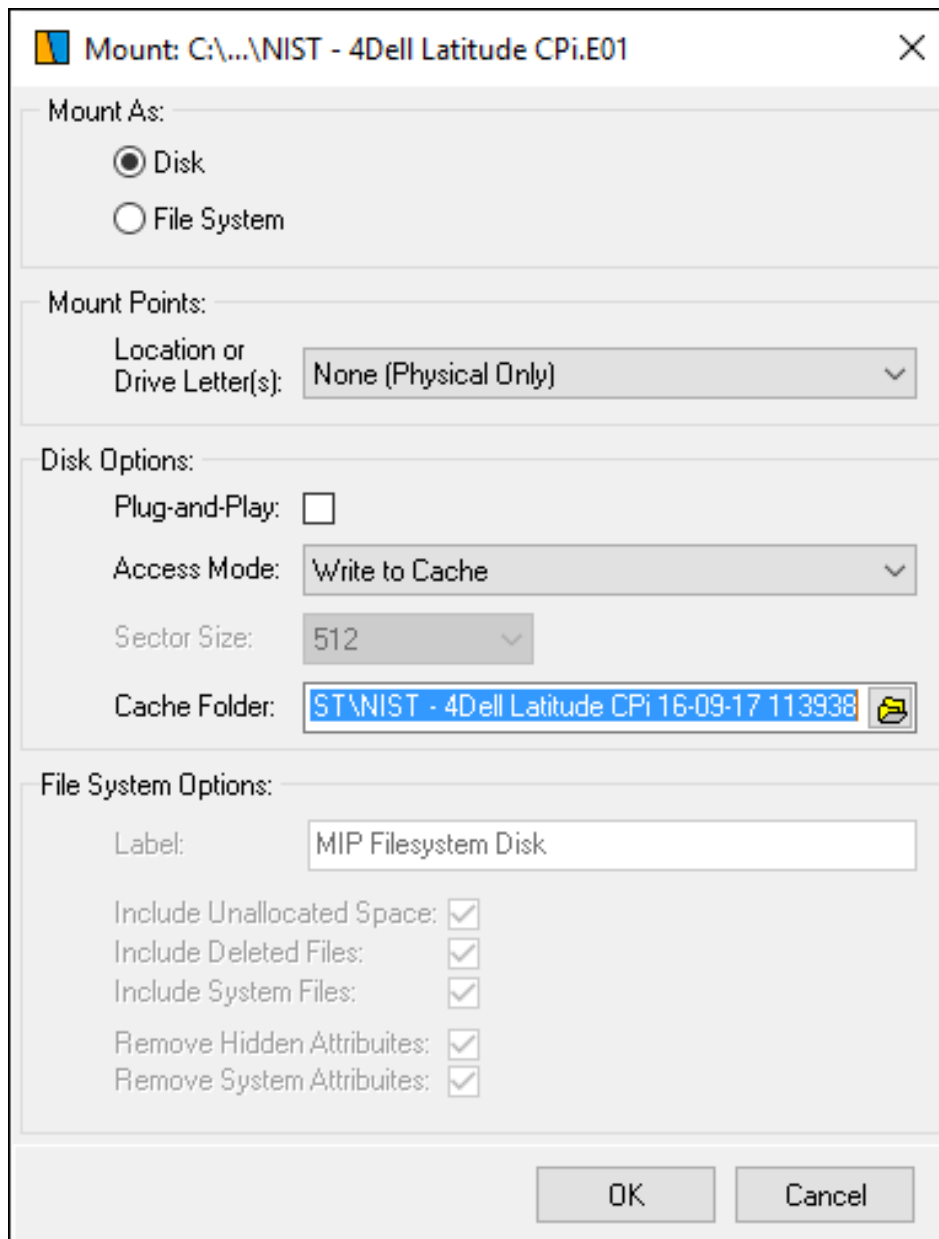 Mount: C:\...\NIST - 4Dell Latitude CPi.E01
Mount As:
Disk
File System
Mount Points:
Location or
Drive Letter(s):
None (Physical Only)
Disk Options:
Plug-and-Play:
Access Mode:
Write to Cache
Sector Size:
512
Cache Folder:
ST\NIST - 4Dell Latitude CPi 16-09-17 113938
File System Options:
Label:
MIP Filesystem Disk
Include Unallocated Space:
Include Deleted Files:
Include System Files:
Remove Hidden Attribuites:
Remove System Attribuites:
OK
Cancel